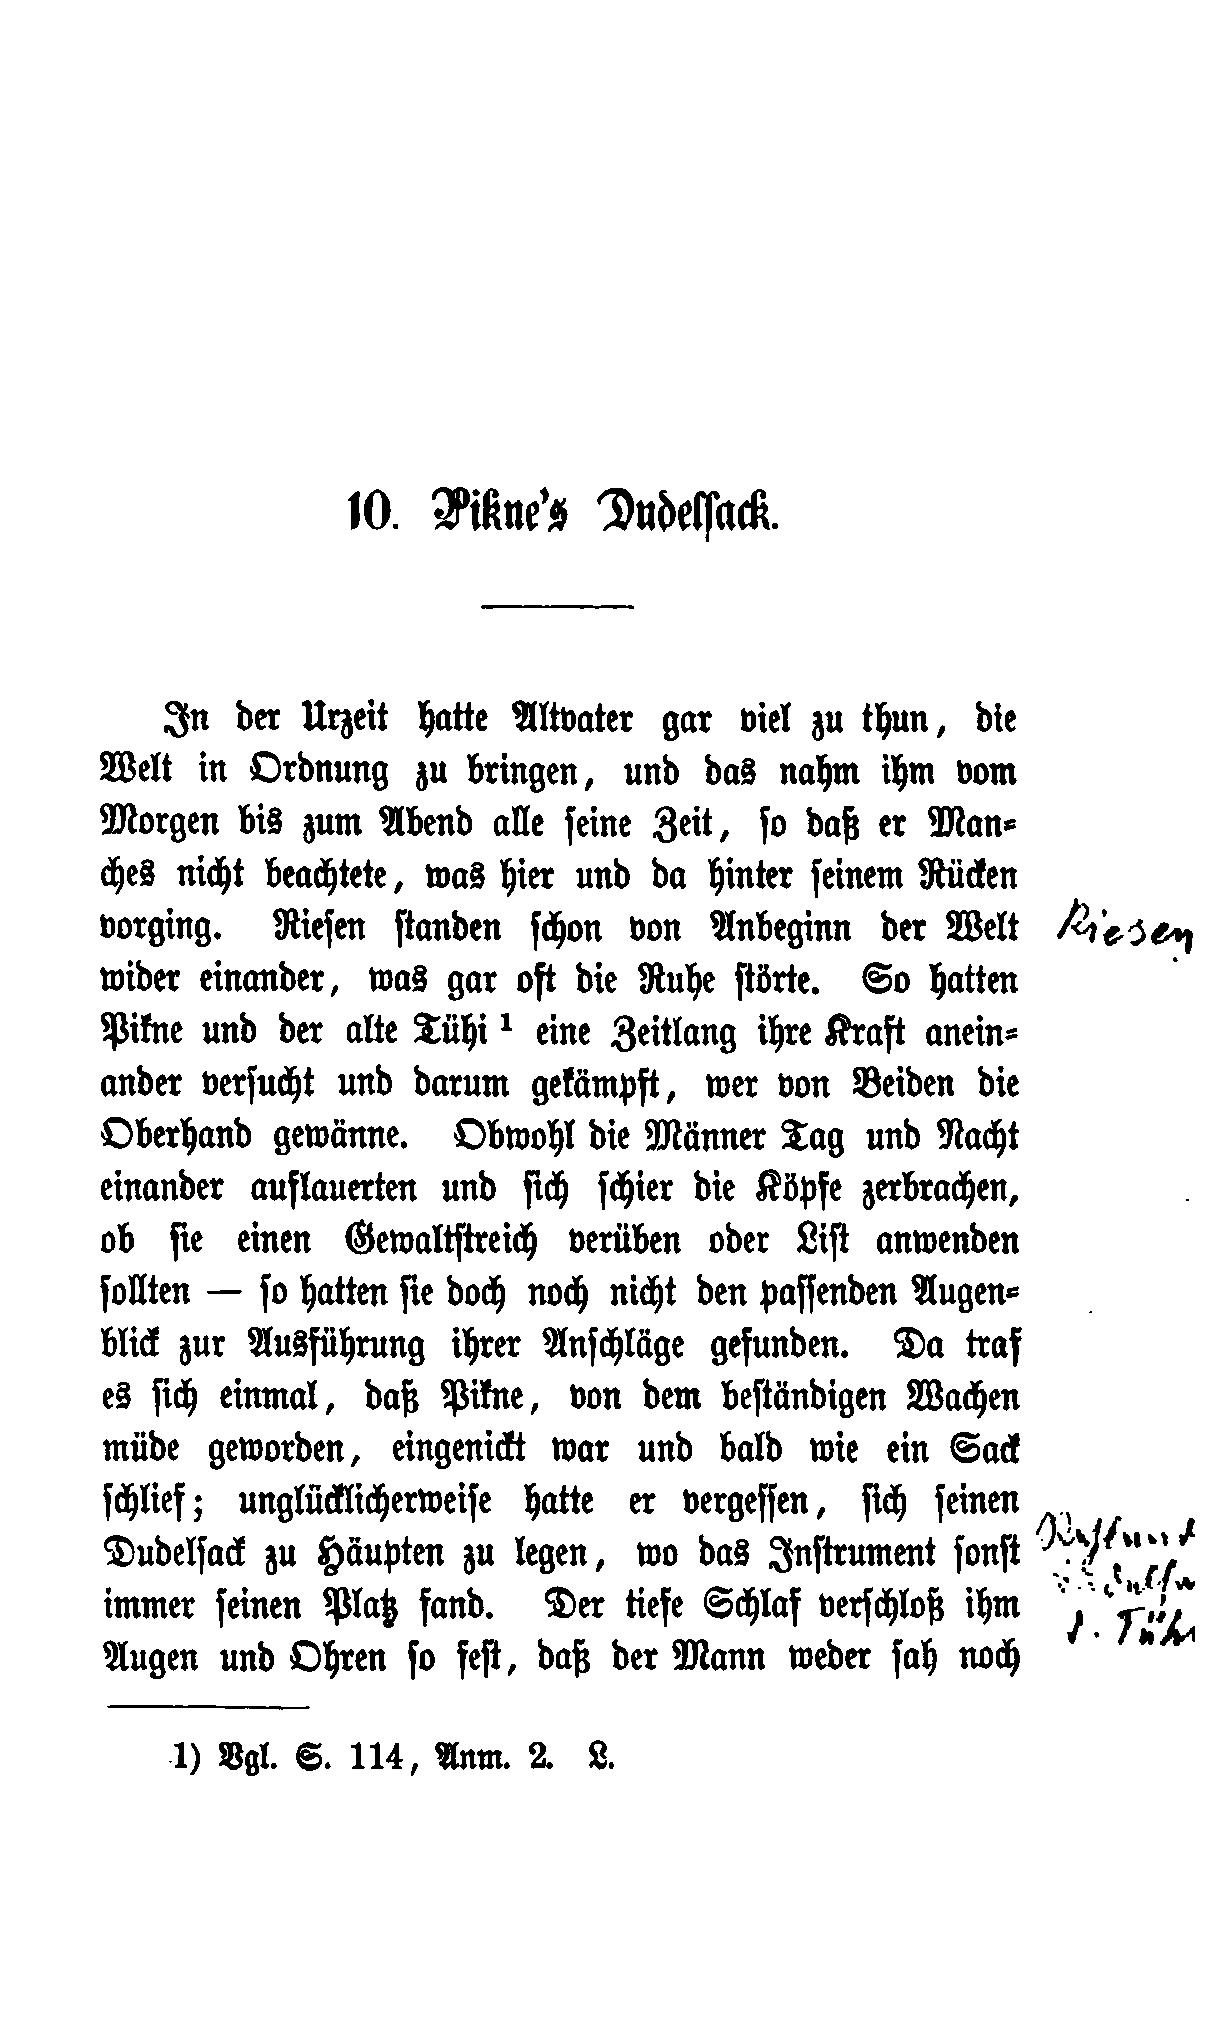 10. Pikne's Dudelsack.
In der Urzeit hatte Altvater gar viel zu thun, die
Welt in Ordnung zu bringen, und das nahm ihm vom
Morgen bis zum Abend alle seine Zeit, so daß er Man-
ches nicht beachtete, was hier und da hinter seinem Rücken
vorging. Riesen standen schon von Anbeginn der Welt
Riesen
wider einander, was gar oft die Ruhe störte. So hatten
Pikne und der alte Tühi 1 eine Zeitlang ihre Kraft anein-
ander versucht und darum gekämpft, wer von Beiden die
Oberhand gewänne. Obwohl die Männer Tag und Nacht
einander auflauerten und sich schier die Köpfe zerbrachen,
ob sie einen Gewaltstreich verüben oder List anwenden
sollten — so hatten sie doch noch nicht den passenden Augen-
blick zur Ausführung ihrer Anschläge gefunden. Da traf
es sich einmal, daß Pikne, von dem beständigen Wachen
müde geworden, eingenickt war und bald wie ein Sack
schlief; unglücklicherweise hatte er vergessen, sich seinen
Dudelsack zu Häupten zu legen, wo das Instrument sonst
immer seinen Platz fand. Der tiefe Schlaf verschloß ihm
Augen und Ohren so fest, daß der Mann weder sah noch
1) Vgl. S. 114, Anm. 2. L.